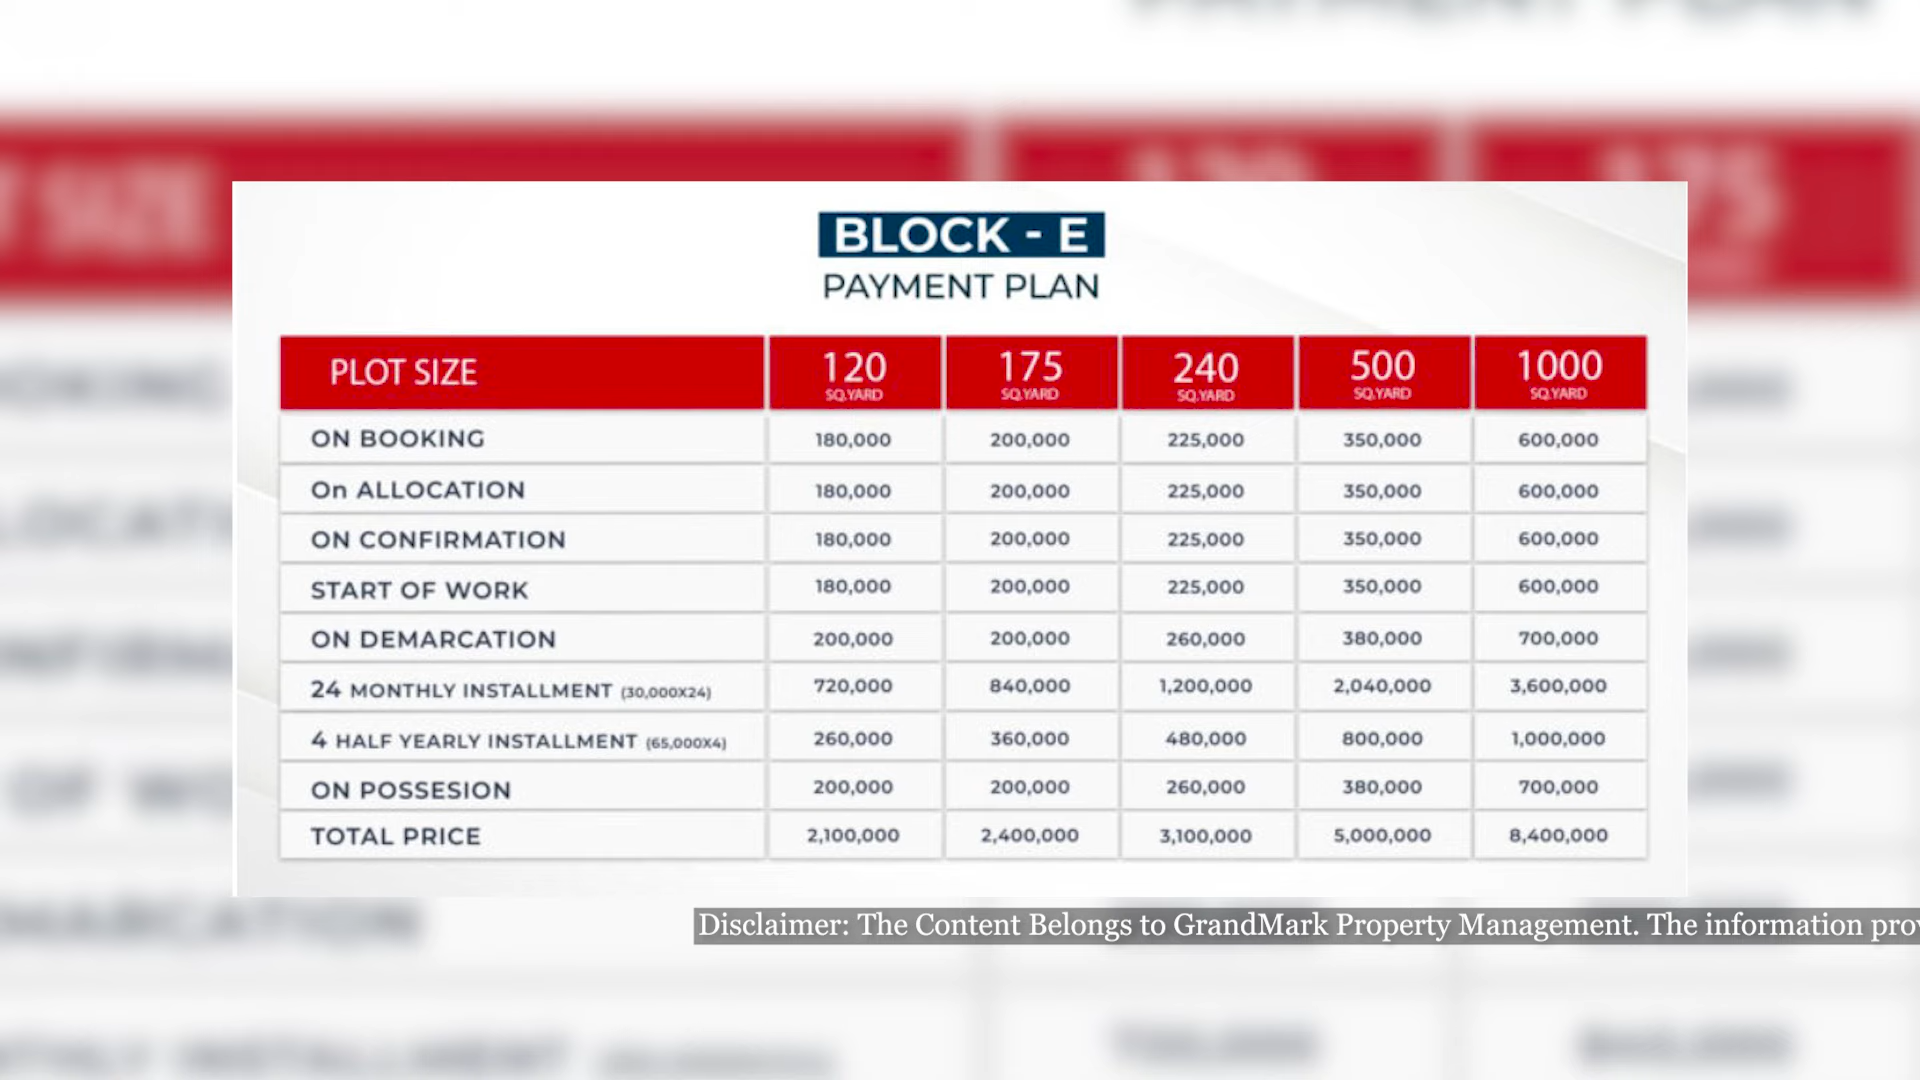 BLOCK - E
PAYMENT PLAN
PLOT SIZE 120 SQ.YARD 175 SQ.YARD 240 SQ.YARD 500 SQ.YARD 1000 SQ.YARD
ON BOOKING 180,000 200,000 225,000 350,000 600,000
On ALLOCATION 180,000 200,000 225,000 350,000 600,000
ON CONFIRMATION 180,000 200,000 225,000 350,000 600,000
START OF WORK 180,000 200,000 225,000 350,000 600,000
ON DEMARCATION 200,000 200,000 260,000 380,000 700,000
24 MONTHLY INSTALLMENT (30,000X24) 720,000 840,000 1,200,000 2,040,000 3,600,000
4 HALF YEARLY INSTALLMENT (65,000X4) 260,000 360,000 480,000 800,000 1,000,000
ON POSSESION 200,000 200,000 260,000 380,000 700,000
TOTAL PRICE 2,100,000 2,400,000 3,100,000 5,000,000 8,400,000
Disclaimer: The Content Belongs to GrandMark Property Management. The information